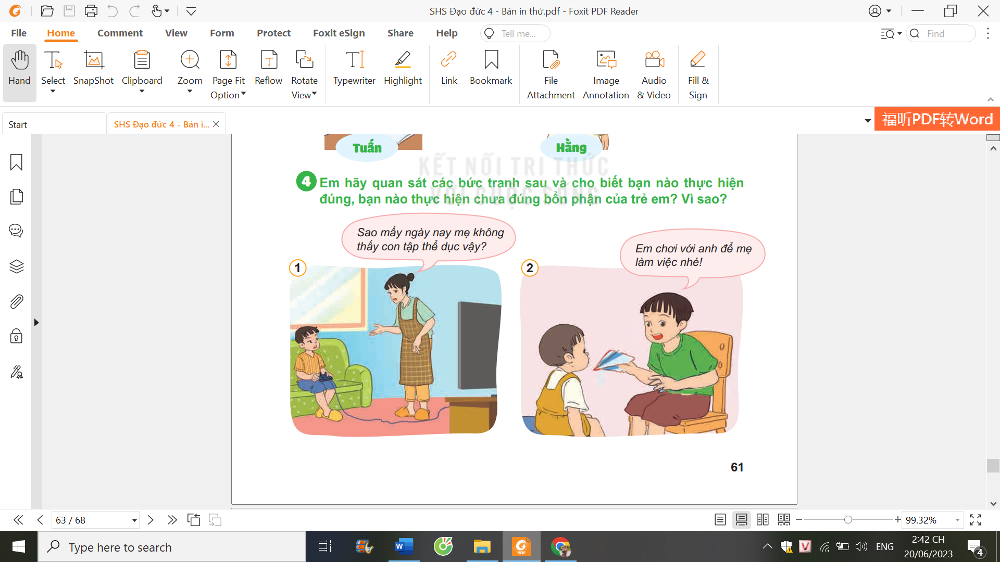 SHS Đạo đức 4 - Bản in thử.pdf - Foxit PDF Reader
File Home Comment View Form Protect Foxit eSign Share Help Tell me... Find
Hand Select SnapShot Clipboard Zoom Page Fit Option Reflow Rotate View Typewriter Highlight Link Bookmark File Attachment Image Annotation Audio & Video Fill & Sign
Start SHS Đạo đức 4 - Bản i... 福昕PDF转Word
Tuấn Hằng
KẾT NỐI TRI THỨC
VỚI CUỘC SỐNG
4 Em hãy quan sát các bức tranh sau và cho biết bạn nào thực hiện
đúng, bạn nào thực hiện chưa đúng bổn phận của trẻ em? Vì sao?
Sao mấy ngày nay mẹ không
thấy con tập thể dục vậy?
Em chơi với anh để mẹ
làm việc nhé!
1 2
61
63 / 68 99.32%
Type here to search
W PDF V ENG
2:42 CH
20/06/2023
4